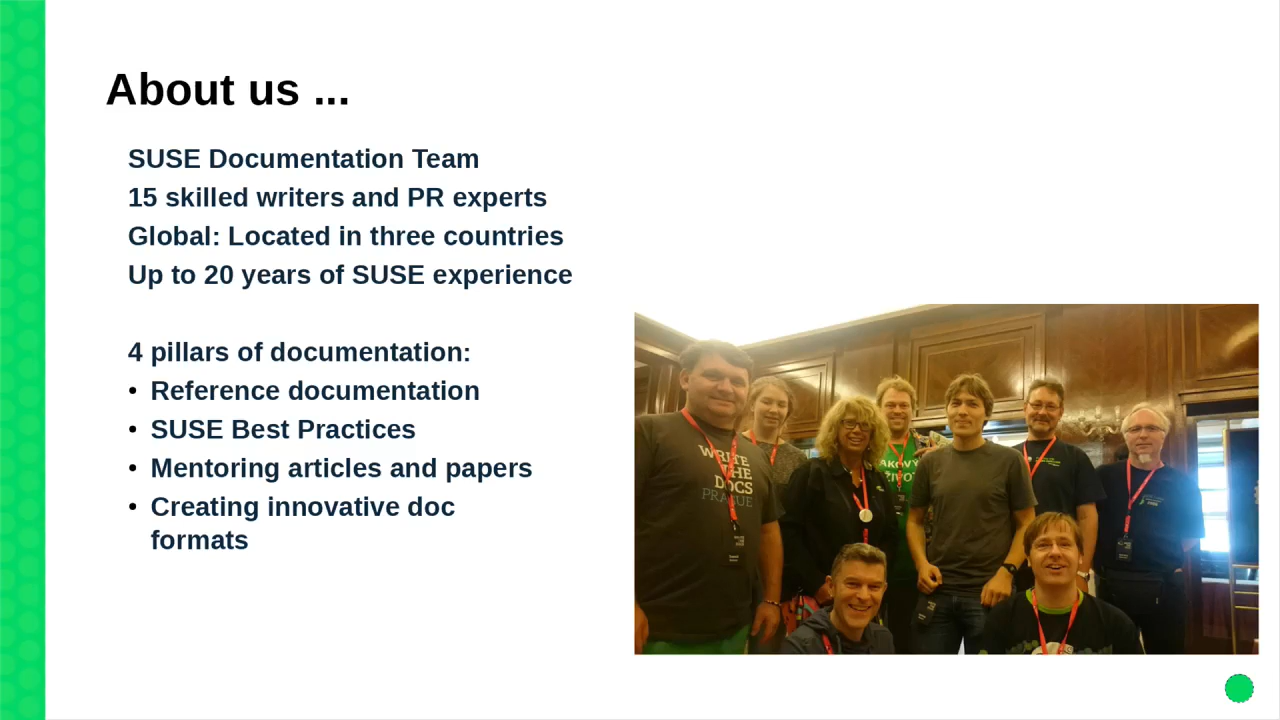 About us ...
SUSE Documentation Team
15 skilled writers and PR experts
Global: Located in three countries
Up to 20 years of SUSE experience
4 pillars of documentation:
• Reference documentation
• SUSE Best Practices
• Mentoring articles and papers
• Creating innovative doc
formats
WRITE
THE
DOCS
PRAGUE
AKOVÝ
ŽIVOT